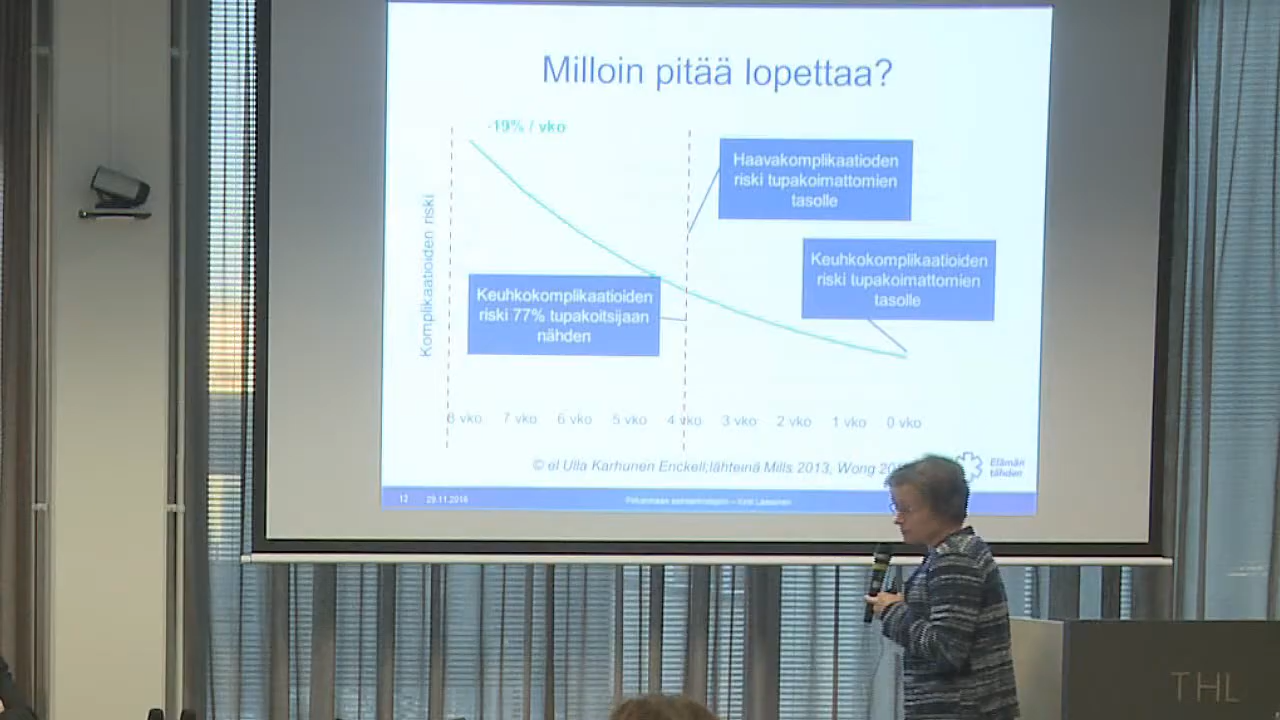 Milloin pitää lopettaa?
-19% / vko
Haavakomplikaatioden
riski tupakoimattomien
tasolle
Keuhkokomplikaatioiden
riski tupakoimattomien
tasolle
Komplikaatioiden riski
Keuhkokomplikaatioiden
riski 77% tupakoitsijaan
nähden
8 vko 7 vko 6 vko 5 vko 4 vko 3 vko 2 vko 1 vko 0 vko
© el Ulla Karhunen Enckell;lähteinä Mills 2013, Wong
Elämän
tähden
12 29.11.2016
THL